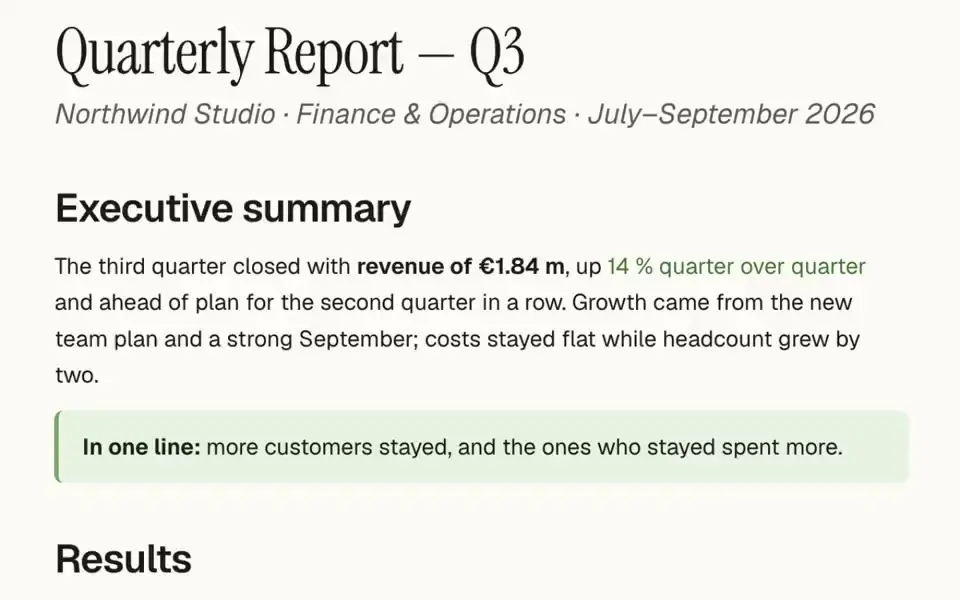 Quarterly Report — Q3
Northwind Studio · Finance & Operations · July–September 2026
Executive summary
The third quarter closed with revenue of €1.84 m, up 14 % quarter over quarter
and ahead of plan for the second quarter in a row. Growth came from the new
team plan and a strong September; costs stayed flat while headcount grew by
two.
In one line: more customers stayed, and the ones who stayed spent more.
Results